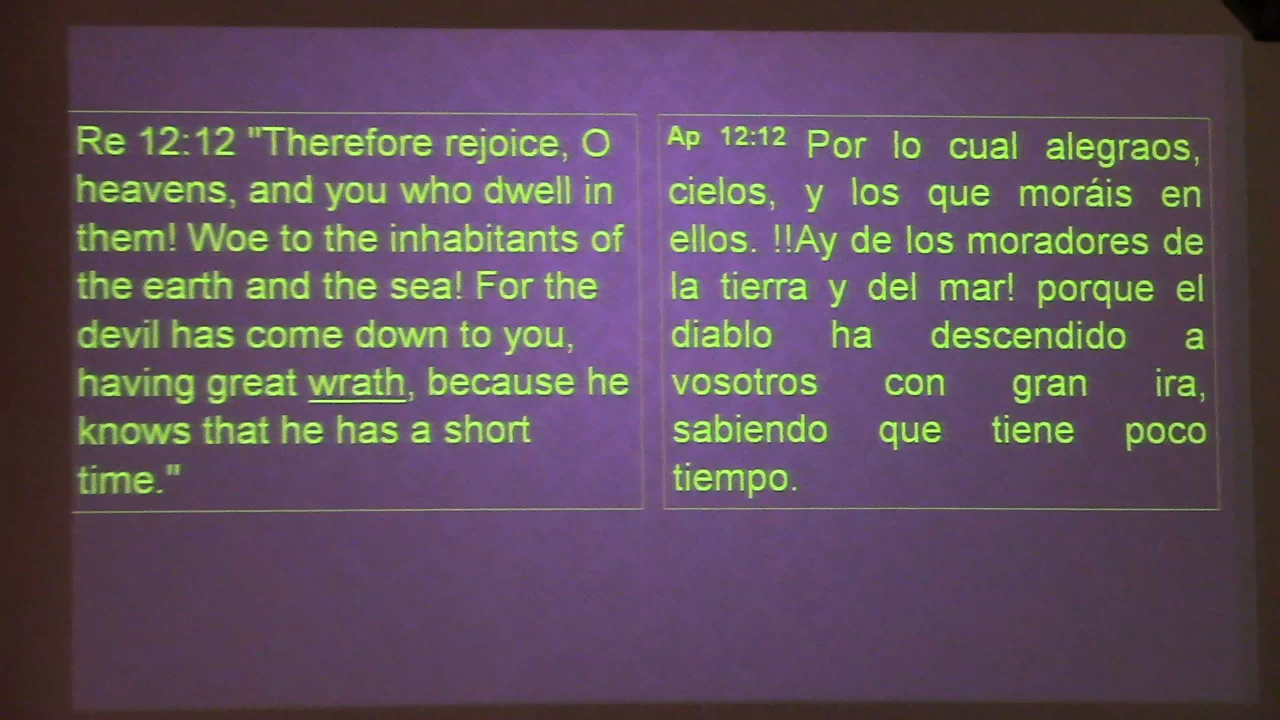 Re 12:12 "Therefore rejoice, O
heavens, and you who dwell in
them! Woe to the inhabitants of
the earth and the sea! For the
devil has come down to you,
having great wrath, because he
knows that he has a short
time."
Ap 12:12 Por lo cual alegraos,
cielos, y los que moráis en
ellos. !!Ay de los moradores de
la tierra y del mar! porque el
diablo ha descendido a
vosotros con gran ira,
sabiendo que tiene poco
tiempo.